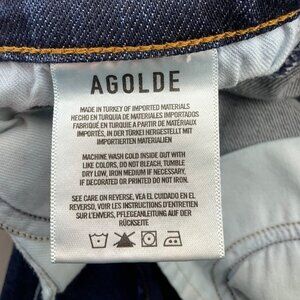 AGOLDE
MADE IN TURKEY OF IMPORTED MATERIALS
HECHO EN TURQUIA DE MATERIALES IMPORTADOS
FABRIQUÉ EN TURQUIE A PARTIR DE MATÉRIAUX
IMPORTÉS, IN DER TÜRKEI HERGESTELLT MIT
IMPORTIERTEN MATERIALIEN
MACHINE WASH COLD INSIDE OUT WITH
LIKE COLORS, DO NOT BLEACH, TUMBLE
DRY LOW, IRON MEDIUM IF NECESSARY,
IF DECORATED OR PRINTED DO NOT IRON.
SEE CARE ON REVERSE, VEA EL CUIDADO EN EL
REVERSO, VOIR LES INSTRUCTIONS D'ENTRETIEN
SUR L'ENVERS, PFLEGEANLEITUNG AUF DER
RÜCKSEITE